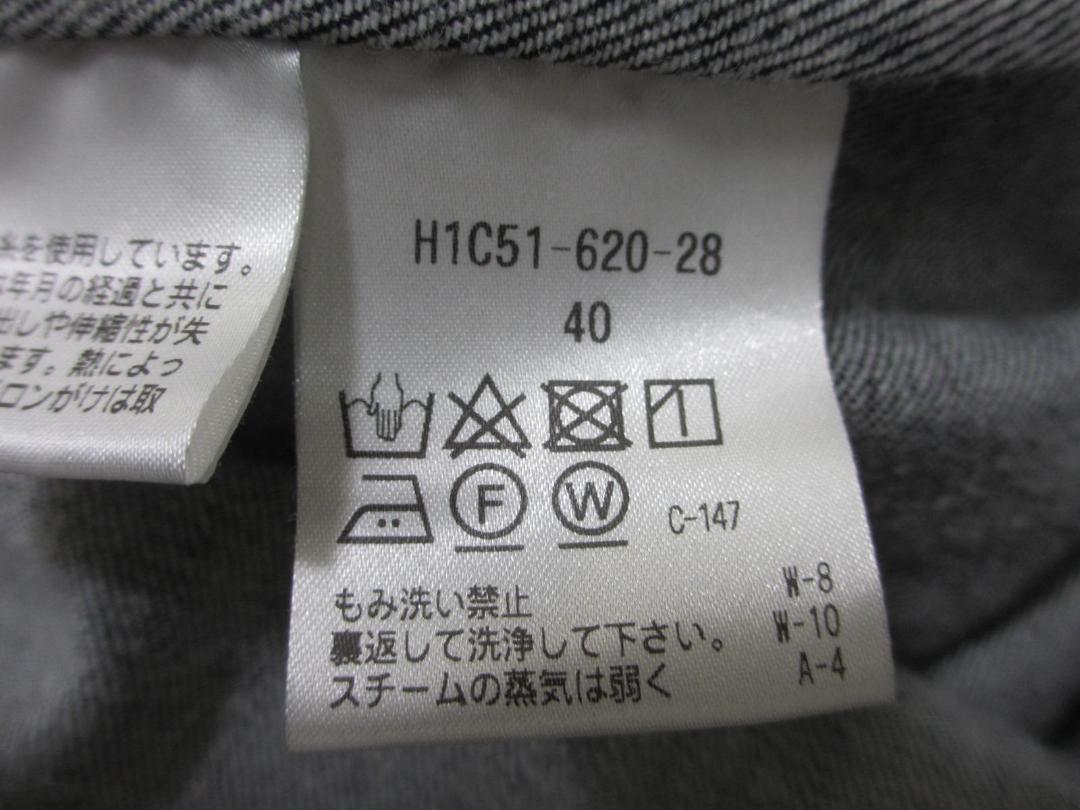 糸を使用しています。
年月の経過と共に
出しや伸縮性が失
ます。熱によっ
ロンがけは取
H1C51-620-28
40
F W C-147
もみ洗い禁止
裏返して洗浄して下さい。
スチームの蒸気は弱く
W-8
W-10
A-4